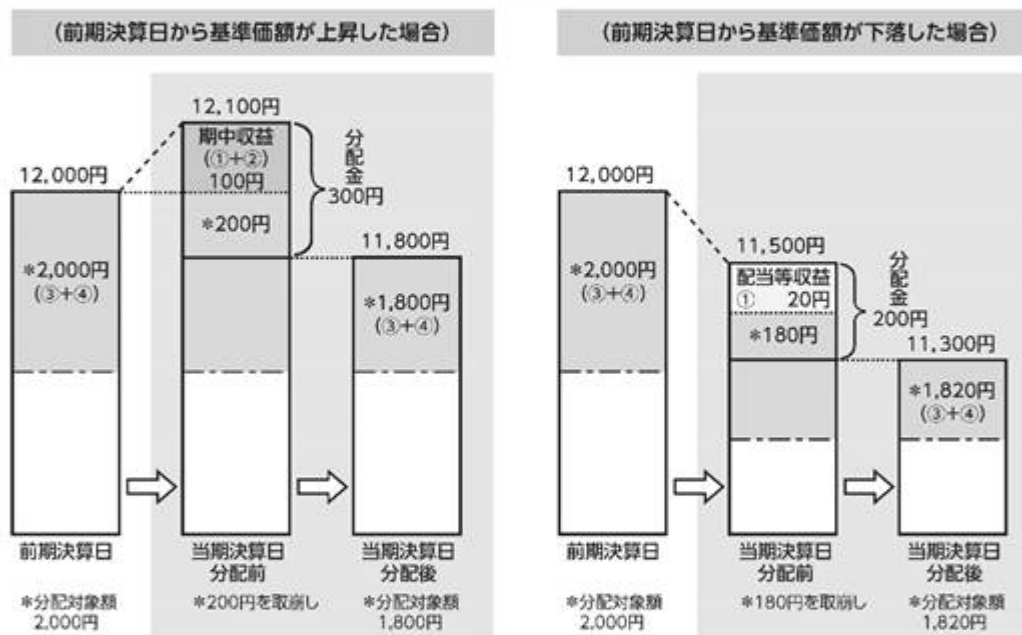 （前期決算日から基準価額が上昇した場合）
12,100円
期中収益
（①＋②）
100円
分配金
300円
12,000円
＊200円
11,800円
＊2,000円
（③＋④）
＊1,800円
（③＋④）
前期決算日
当期決算日
分配前
当期決算日
分配後
＊分配対象額
2,000円
＊200円を取崩し
＊分配対象額
1,800円
（前期決算日から基準価額が下落した場合）
12,000円
11,500円
配当等収益
① 20円
分配金
200円
＊2,000円
（③＋④）
＊180円
11,300円
＊1,820円
（③＋④）
前期決算日
当期決算日
分配前
当期決算日
分配後
＊分配対象額
2,000円
＊180円を取崩し
＊分配対象額
1,820円